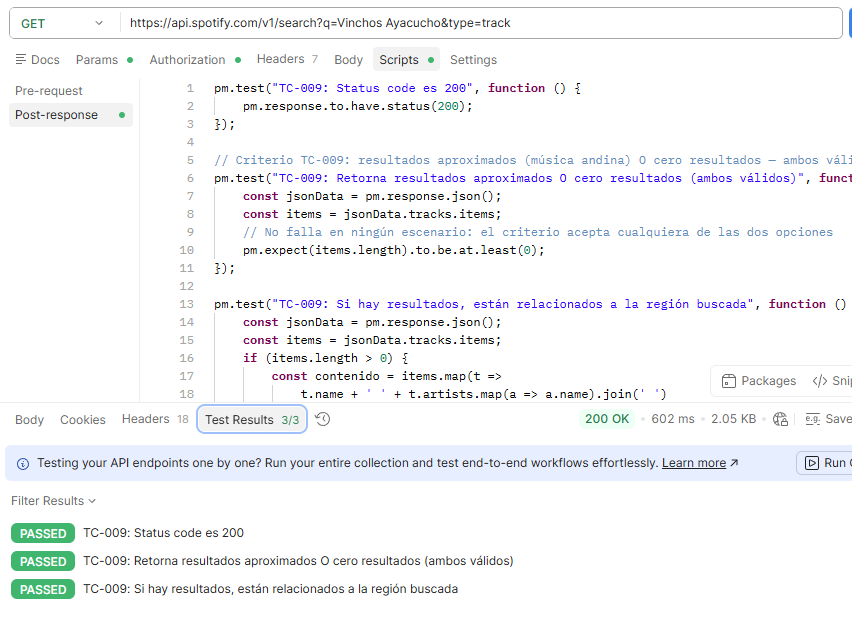 GET https://api.spotify.com/v1/search?q=Vinchos Ayacucho&type=track
Docs Params Authorization Headers 7 Body Scripts Settings
Pre-request
Post-response
1 pm.test("TC-009: Status code es 200", function () {
2 pm.response.to.have.status(200);
3 });
4
5 // Criterio TC-009: resultados aproximados (música andina) O cero resultados — ambos váli
6 pm.test("TC-009: Retorna resultados aproximados O cero resultados (ambos válidos)", funct
7 const jsonData = pm.response.json();
8 const items = jsonData.tracks.items;
9 // No falla en ningún escenario: el criterio acepta cualquiera de las dos opciones
10 pm.expect(items.length).to.be.at.least(0);
11 });
12
13 pm.test("TC-009: Si hay resultados, están relacionados a la región buscada", function ()
14 const jsonData = pm.response.json();
15 const items = jsonData.tracks.items;
16 if (items.length > 0) {
17 const contenido = items.map(t =>
18 t.name + ' ' + t.artists.map(a => a.name).join(' ')
Packages </> Snip
Body Cookies Headers 18 Test Results 3/3 200 OK • 602 ms • 2.05 KB • e.g. Save
Testing your API endpoints one by one? Run your entire collection and test end-to-end workflows effortlessly. Learn more ↗ Run
Filter Results
PASSED TC-009: Status code es 200
PASSED TC-009: Retorna resultados aproximados O cero resultados (ambos válidos)
PASSED TC-009: Si hay resultados, están relacionados a la región buscada